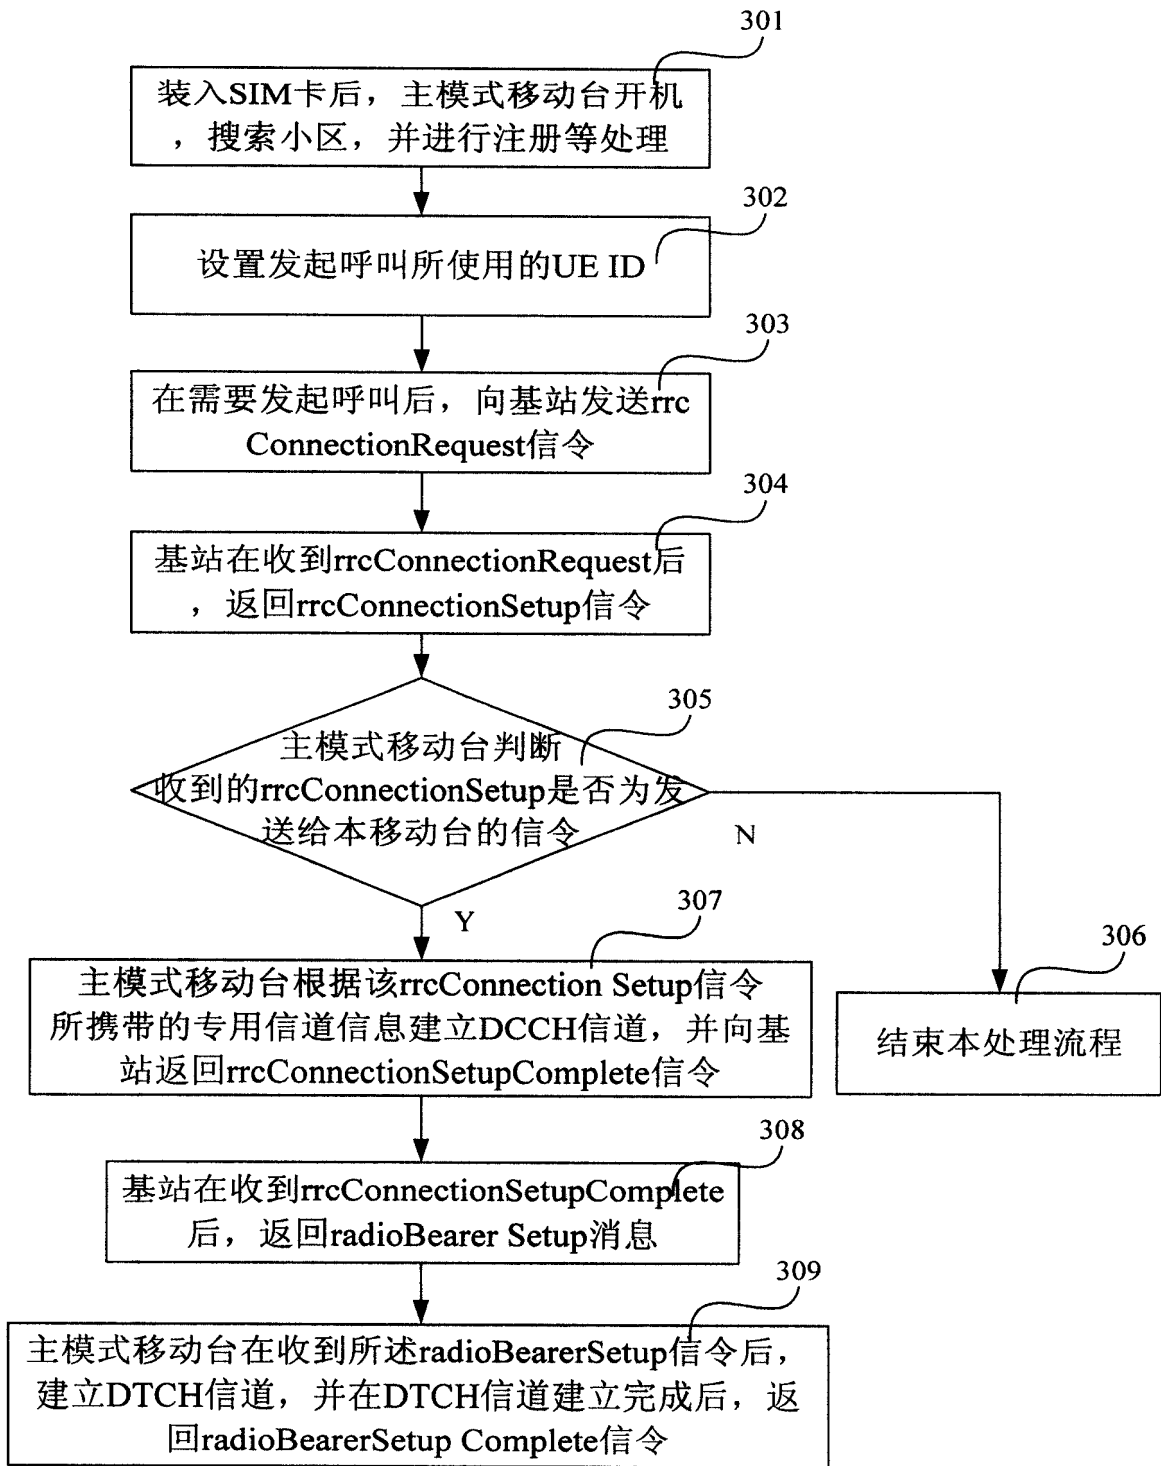 301
装入SIM卡后，主模式移动台开机
，搜索小区，并进行注册等处理
302
设置发起呼叫所使用的UE ID
303
在需要发起呼叫后，向基站发送rrc
ConnectionRequest信令
304
基站在收到rrcConnectionRequest后
，返回rrcConnectionSetup信令
305
主模式移动台判断
收到的rrcConnectionSetup是否为发
送给本移动台的信令
N
Y
307
主模式移动台根据该rrcConnection Setup信令
所携带的专用信道信息建立DCCH信道，并向基
站返回rrcConnectionSetupComplete信令
306
结束本处理流程
308
基站在收到rrcConnectionSetupComplete
后，返回radioBearer Setup消息
309
主模式移动台在收到所述radioBearerSetup信令后，
建立DTCH信道，并在DTCH信道建立完成后，返
回radioBearerSetup Complete信令